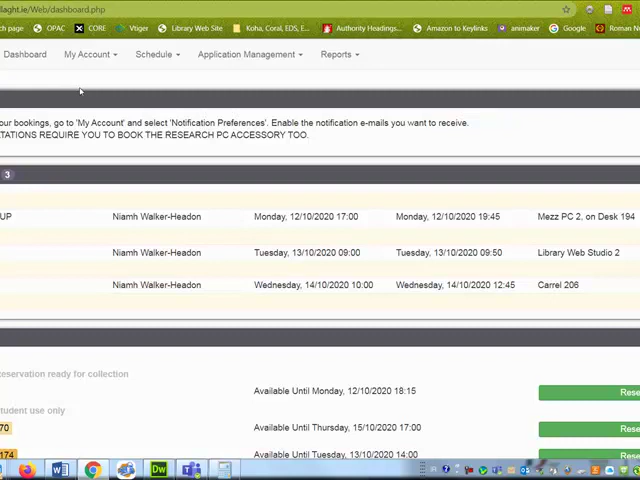 llaght.ie/Web/dashboard.php
ch page OPAC CORE Vtiger Library Web Site Koha, Coral, EDS, E... Authority Headings... Amazon to Keylinks animaker Google Roman Nu
Dashboard My Account Schedule Application Management Reports
our bookings, go to 'My Account' and select 'Notification Preferences'. Enable the notification e-mails you want to receive.
TATIONS REQUIRE YOU TO BOOK THE RESEARCH PC ACCESSORY TOO.
3
UP Niamh Walker-Headon Monday, 12/10/2020 17:00 Monday, 12/10/2020 19:45 Mezz PC 2, on Desk 194
Niamh Walker-Headon Tuesday, 13/10/2020 09:00 Tuesday, 13/10/2020 09:50 Library Web Studio 2
Niamh Walker-Headon Wednesday, 14/10/2020 10:00 Wednesday, 14/10/2020 12:45 Carrel 206
eservation ready for collection
Available Until Monday, 12/10/2020 18:15 Rese
tudent use only
70 Available Until Thursday, 15/10/2020 17:00 Rese
174 Available Until Tuesday, 13/10/2020 14:00 Rese